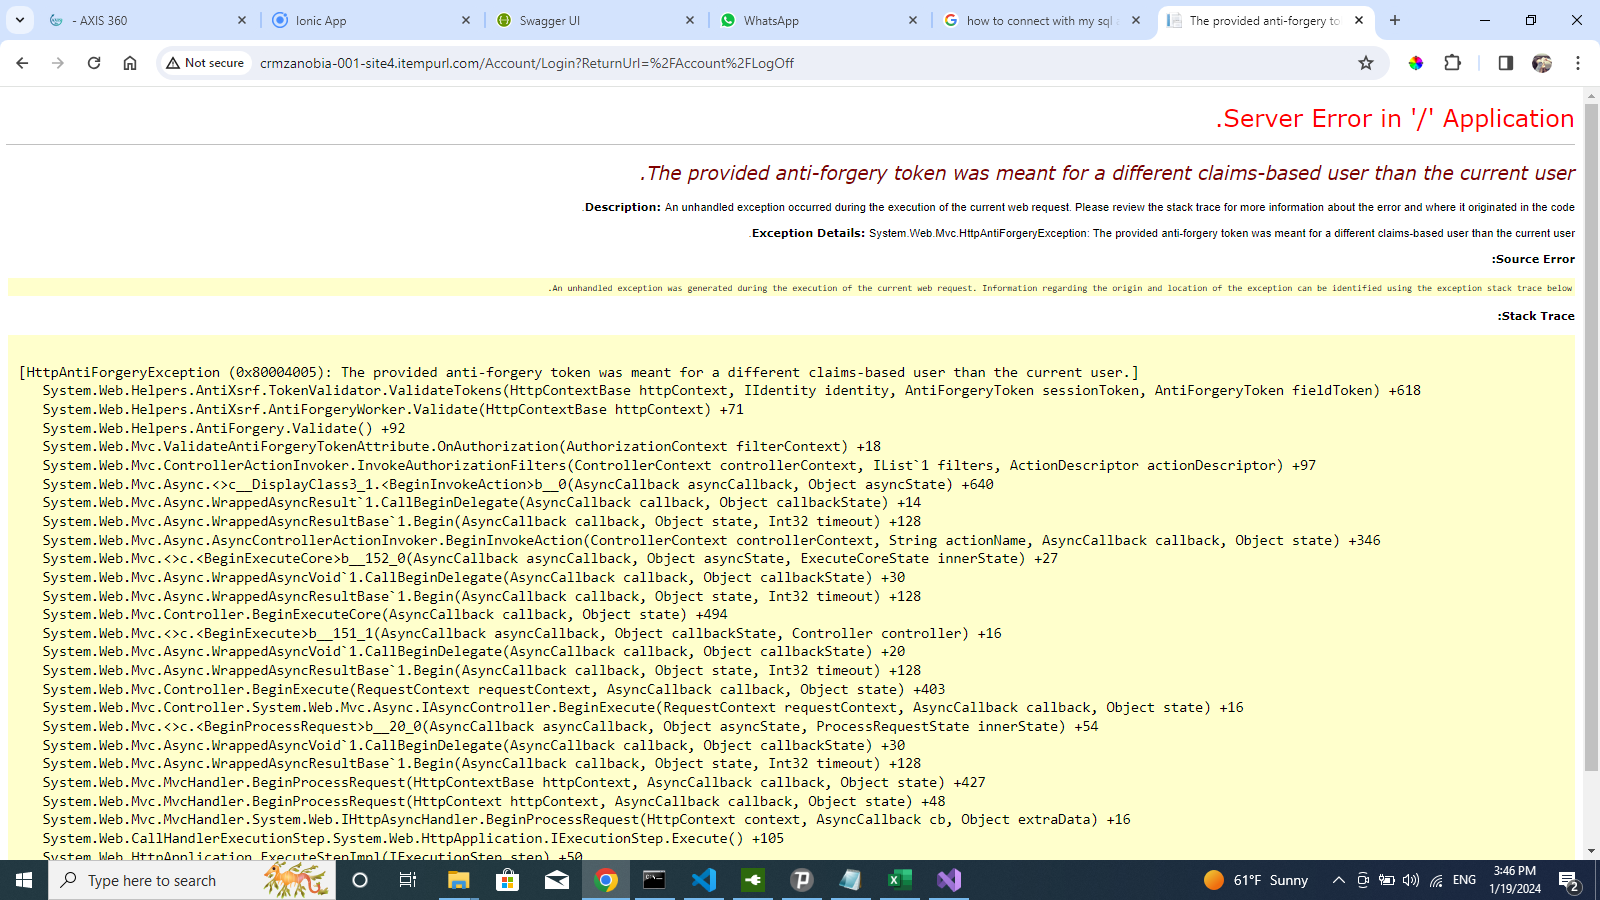 - AXIS 360
Ionic App
Swagger UI
WhatsApp
how to connect with my sql
The provided anti-forgery to
Not secure
crmzanobia-001-site4.itempurl.com/Account/Login?ReturnUrl=%2FAccount%2FLogOff
.Server Error in '/' Application
.The provided anti-forgery token was meant for a different claims-based user than the current user
.Description: An unhandled exception occurred during the execution of the current web request. Please review the stack trace for more information about the error and where it originated in the code
.Exception Details: System.Web.Mvc.HttpAntiForgeryException: The provided anti-forgery token was meant for a different claims-based user than the current user
:Source Error
.An unhandled exception was generated during the execution of the current web request. Information regarding the origin and location of the exception can be identified using the exception stack trace below
:Stack Trace
[HttpAntiForgeryException (0x80004005): The provided anti-forgery token was meant for a different claims-based user than the current user.]
System.Web.Helpers.AntiXsrf.TokenValidator.ValidateTokens(HttpContextBase httpContext, IIdentity identity, AntiForgeryToken sessionToken, AntiForgeryToken fieldToken) +618
System.Web.Helpers.AntiXsrf.AntiForgeryWorker.Validate(HttpContextBase httpContext) +71
System.Web.Helpers.AntiForgery.Validate() +92
System.Web.Mvc.ValidateAntiForgeryTokenAttribute.OnAuthorization(AuthorizationContext filterContext) +18
System.Web.Mvc.ControllerActionInvoker.InvokeAuthorizationFilters(ControllerContext controllerContext, IList`1 filters, ActionDescriptor actionDescriptor) +97
System.Web.Mvc.Async.<>c__DisplayClass3_1.<BeginInvokeAction>b__0(AsyncCallback asyncCallback, Object asyncState) +640
System.Web.Mvc.Async.WrappedAsyncResult`1.CallBeginDelegate(AsyncCallback callback, Object callbackState) +14
System.Web.Mvc.Async.WrappedAsyncResultBase`1.Begin(AsyncCallback callback, Object state, Int32 timeout) +128
System.Web.Mvc.Async.AsyncControllerActionInvoker.BeginInvokeAction(ControllerContext controllerContext, String actionName, AsyncCallback callback, Object state) +346
System.Web.Mvc.<>c.<BeginExecuteCore>b__152_0(AsyncCallback asyncCallback, Object asyncState, ExecuteCoreState innerState) +27
System.Web.Mvc.Async.WrappedAsyncVoid`1.CallBeginDelegate(AsyncCallback callback, Object callbackState) +30
System.Web.Mvc.Async.WrappedAsyncResultBase`1.Begin(AsyncCallback callback, Object state, Int32 timeout) +128
System.Web.Mvc.Controller.BeginExecuteCore(AsyncCallback callback, Object state) +494
System.Web.Mvc.<>c.<BeginExecute>b__151_1(AsyncCallback asyncCallback, Object callbackState, Controller controller) +16
System.Web.Mvc.Async.WrappedAsyncVoid`1.CallBeginDelegate(AsyncCallback callback, Object callbackState) +20
System.Web.Mvc.Async.WrappedAsyncResultBase`1.Begin(AsyncCallback callback, Object state, Int32 timeout) +128
System.Web.Mvc.Controller.BeginExecute(RequestContext requestContext, AsyncCallback callback, Object state) +403
System.Web.Mvc.Controller.System.Web.Mvc.Async.IAsyncController.BeginExecute(RequestContext requestContext, AsyncCallback callback, Object state) +16
System.Web.Mvc.<>c.<BeginProcessRequest>b__20_0(AsyncCallback asyncCallback, Object asyncState, ProcessRequestState innerState) +54
System.Web.Mvc.Async.WrappedAsyncVoid`1.CallBeginDelegate(AsyncCallback callback, Object callbackState) +30
System.Web.Mvc.Async.WrappedAsyncResultBase`1.Begin(AsyncCallback callback, Object state, Int32 timeout) +128
System.Web.Mvc.MvcHandler.BeginProcessRequest(HttpContextBase httpContext, AsyncCallback callback, Object state) +427
System.Web.Mvc.MvcHandler.BeginProcessRequest(HttpContext httpContext, AsyncCallback callback, Object state) +48
System.Web.Mvc.MvcHandler.System.Web.IHttpAsyncHandler.BeginProcessRequest(HttpContext context, AsyncCallback cb, Object extraData) +16
System.Web.CallHandlerExecutionStep.System.Web.HttpApplication.IExecutionStep.Execute() +105
System.Web.HttpApplication.ExecuteStepImpl(IExecutionStep step) +50
Type here to search
61°F Sunny
ENG
3:46 PM
1/19/2024
2